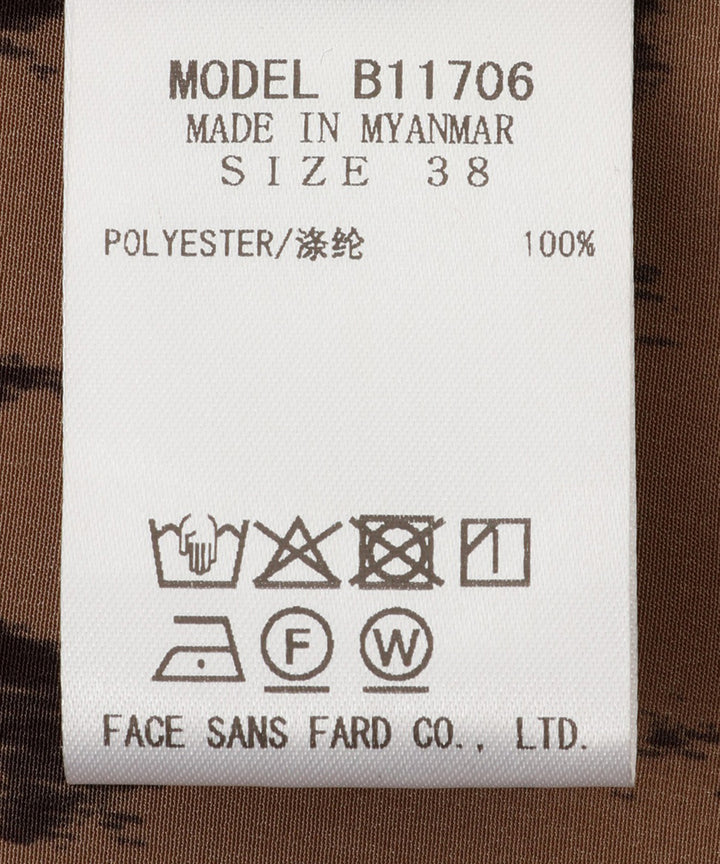 MODEL B11706
MADE IN MYANMAR
SIZE 38
POLYESTER/涤纶 100%
F W
FACE SANS FARD CO., LTD.